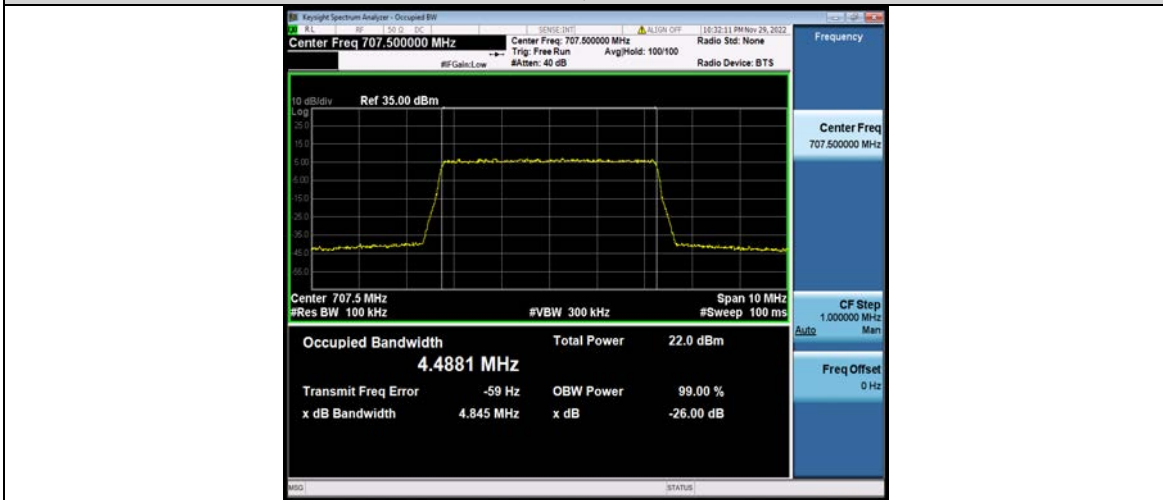 Keysight Spectrum Analyzer - Occupied BW
RL RF 50 Ω DC SENSE:INT ALIGN OFF 10:32:11 PM Nov 29, 2022
Center Freq 707.500000 MHz
Center Freq: 707.500000 MHz
Radio Std: None
Trig: Free Run Avg|Hold: 100/100
#IFGain:Low #Atten: 40 dB Radio Device: BTS
10 dB/div Ref 35.00 dBm
Log
25.0
15.0
5.00
-5.00
-15.0
-25.0
-35.0
-45.0
-55.0
Center 707.5 MHz Span 10 MHz
#Res BW 100 kHz #VBW 300 kHz #Sweep 100 ms
Occupied Bandwidth Total Power 22.0 dBm
4.4881 MHz
Transmit Freq Error -59 Hz OBW Power 99.00 %
x dB Bandwidth 4.845 MHz x dB -26.00 dB
MSG STATUS
Frequency
Center Freq
707.500000 MHz
CF Step
1.000000 MHz
Auto Man
Freq Offset
0 Hz